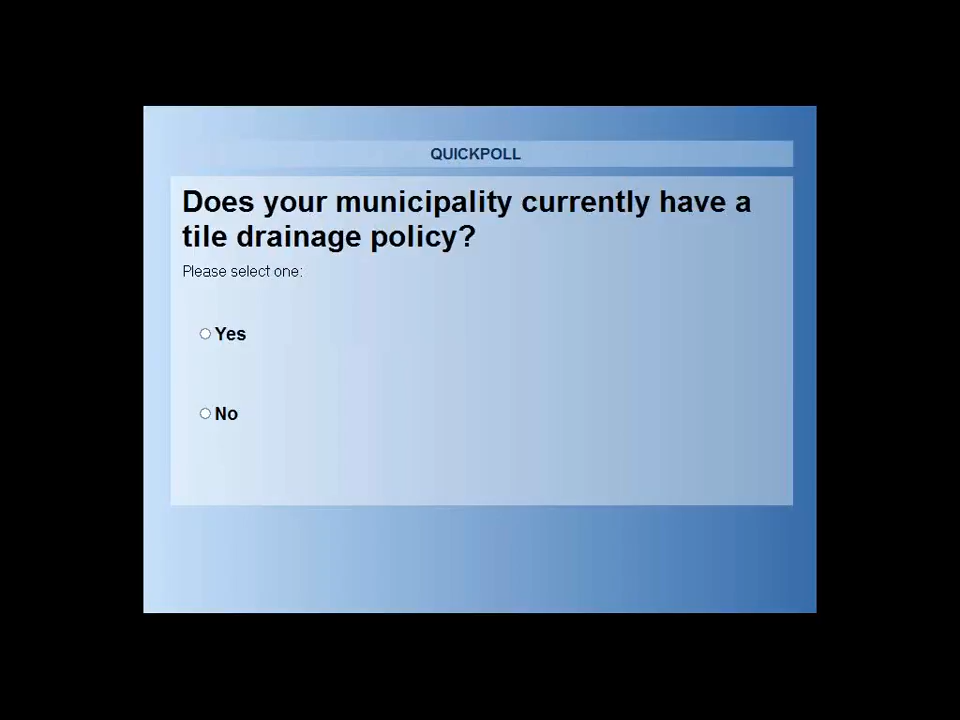 QUICKPOLL
Does your municipality currently have a
tile drainage policy?
Please select one:
Yes
No